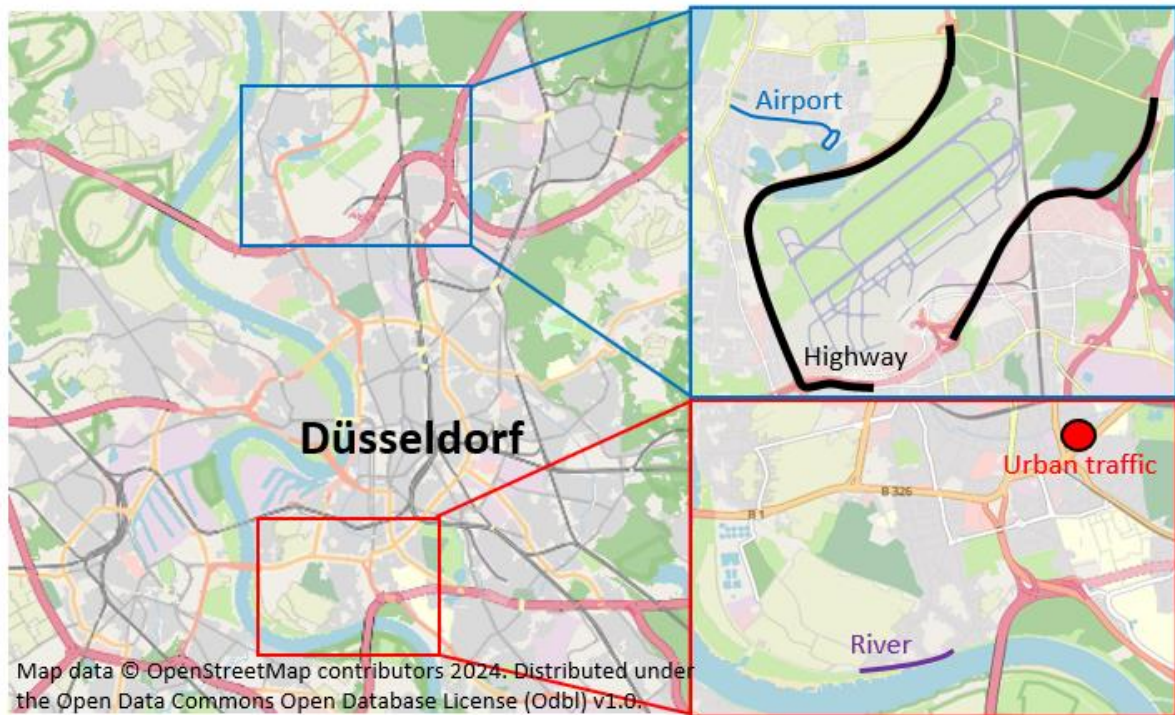 Düsseldorf
Map data © OpenStreetMap contributors 2024. Distributed under
the Open Data Commons Open Database License (Odbl) v1.0.
Airport
Highway
Urban traffic
B 326
B 1
River